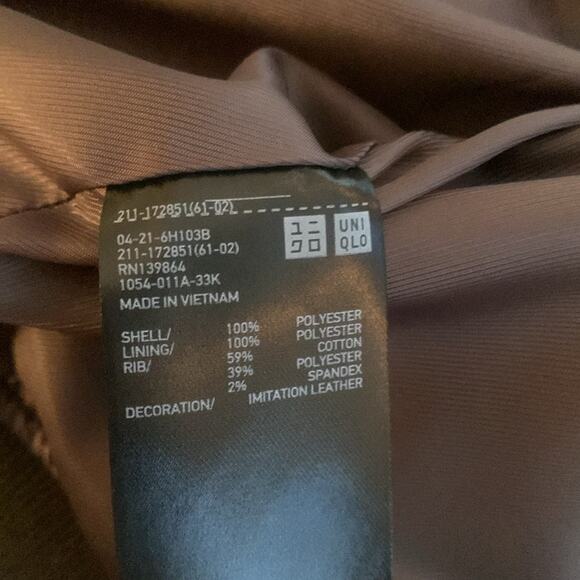 211-172851(61-02)
ユニ
クロ
UNI
QLO
04-21-6H103B
211-172851(61-02)
RN139864
1054-011A-33K
MADE IN VIETNAM
SHELL/ 100% POLYESTER
LINING/ 100% POLYESTER
RIB/ 59% COTTON
39% POLYESTER
2% SPANDEX
DECORATION/ IMITATION LEATHER